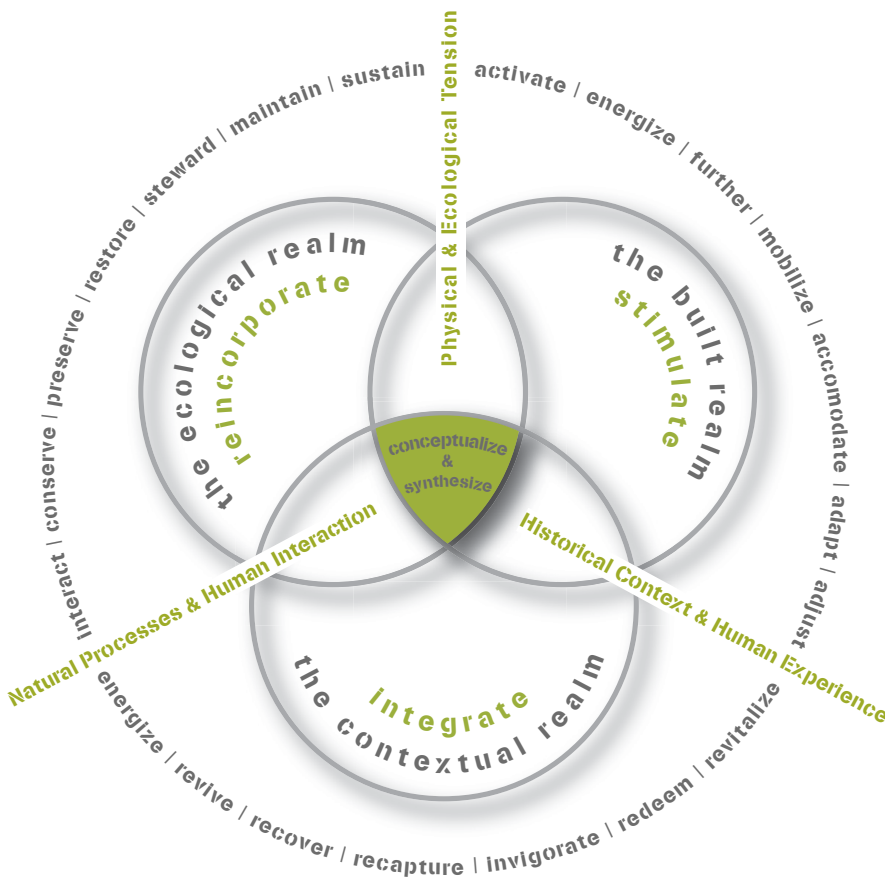 Physical & Ecological Tension
interact | conserve | preserve | restore | steward | maintain | sustain
activate | energize | further | mobilize | accomodate | adapt | adjust
the ecological realm
reincorporate
the built realm
stimulate
conceptualize
&
synthesize
Natural Processes & Human Interaction
Historical Context & Human Experience
integrate
the contextual realm
energize | revive | recover | recapture | invigorate | redeem | revitalize